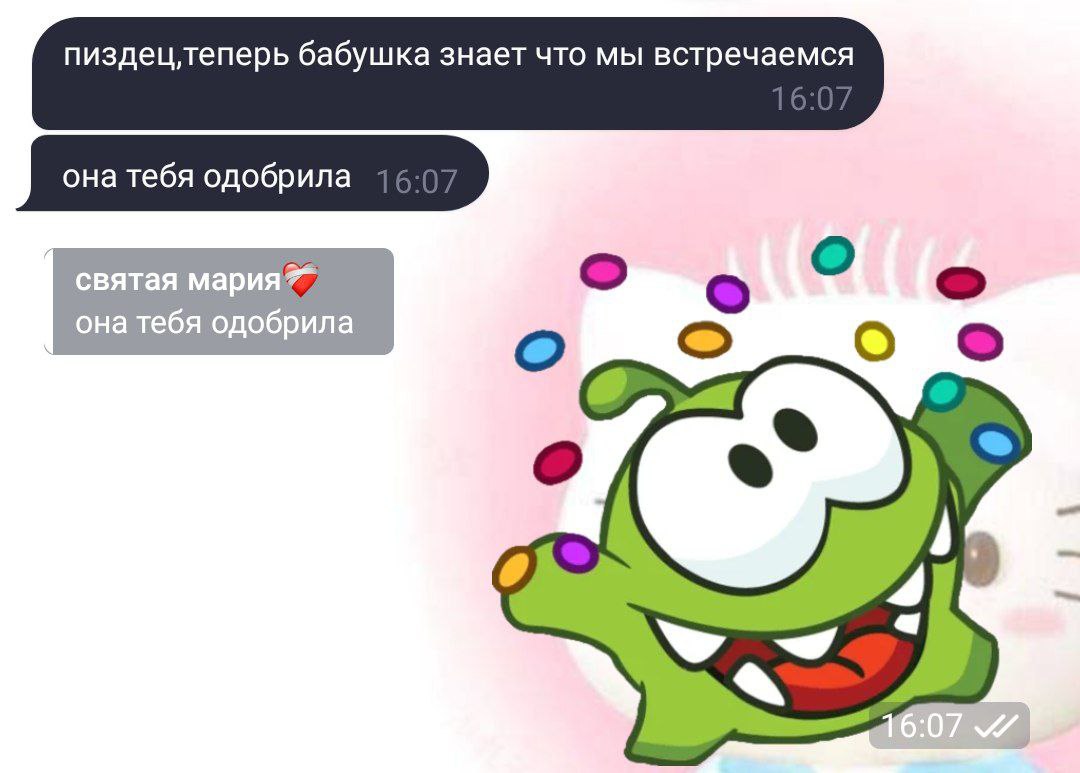 пиздец,теперь бабушка знает что мы встречаемся
16:07
она тебя одобрила 16:07
святая мария❤️‍🩹
она тебя одобрила
16:07